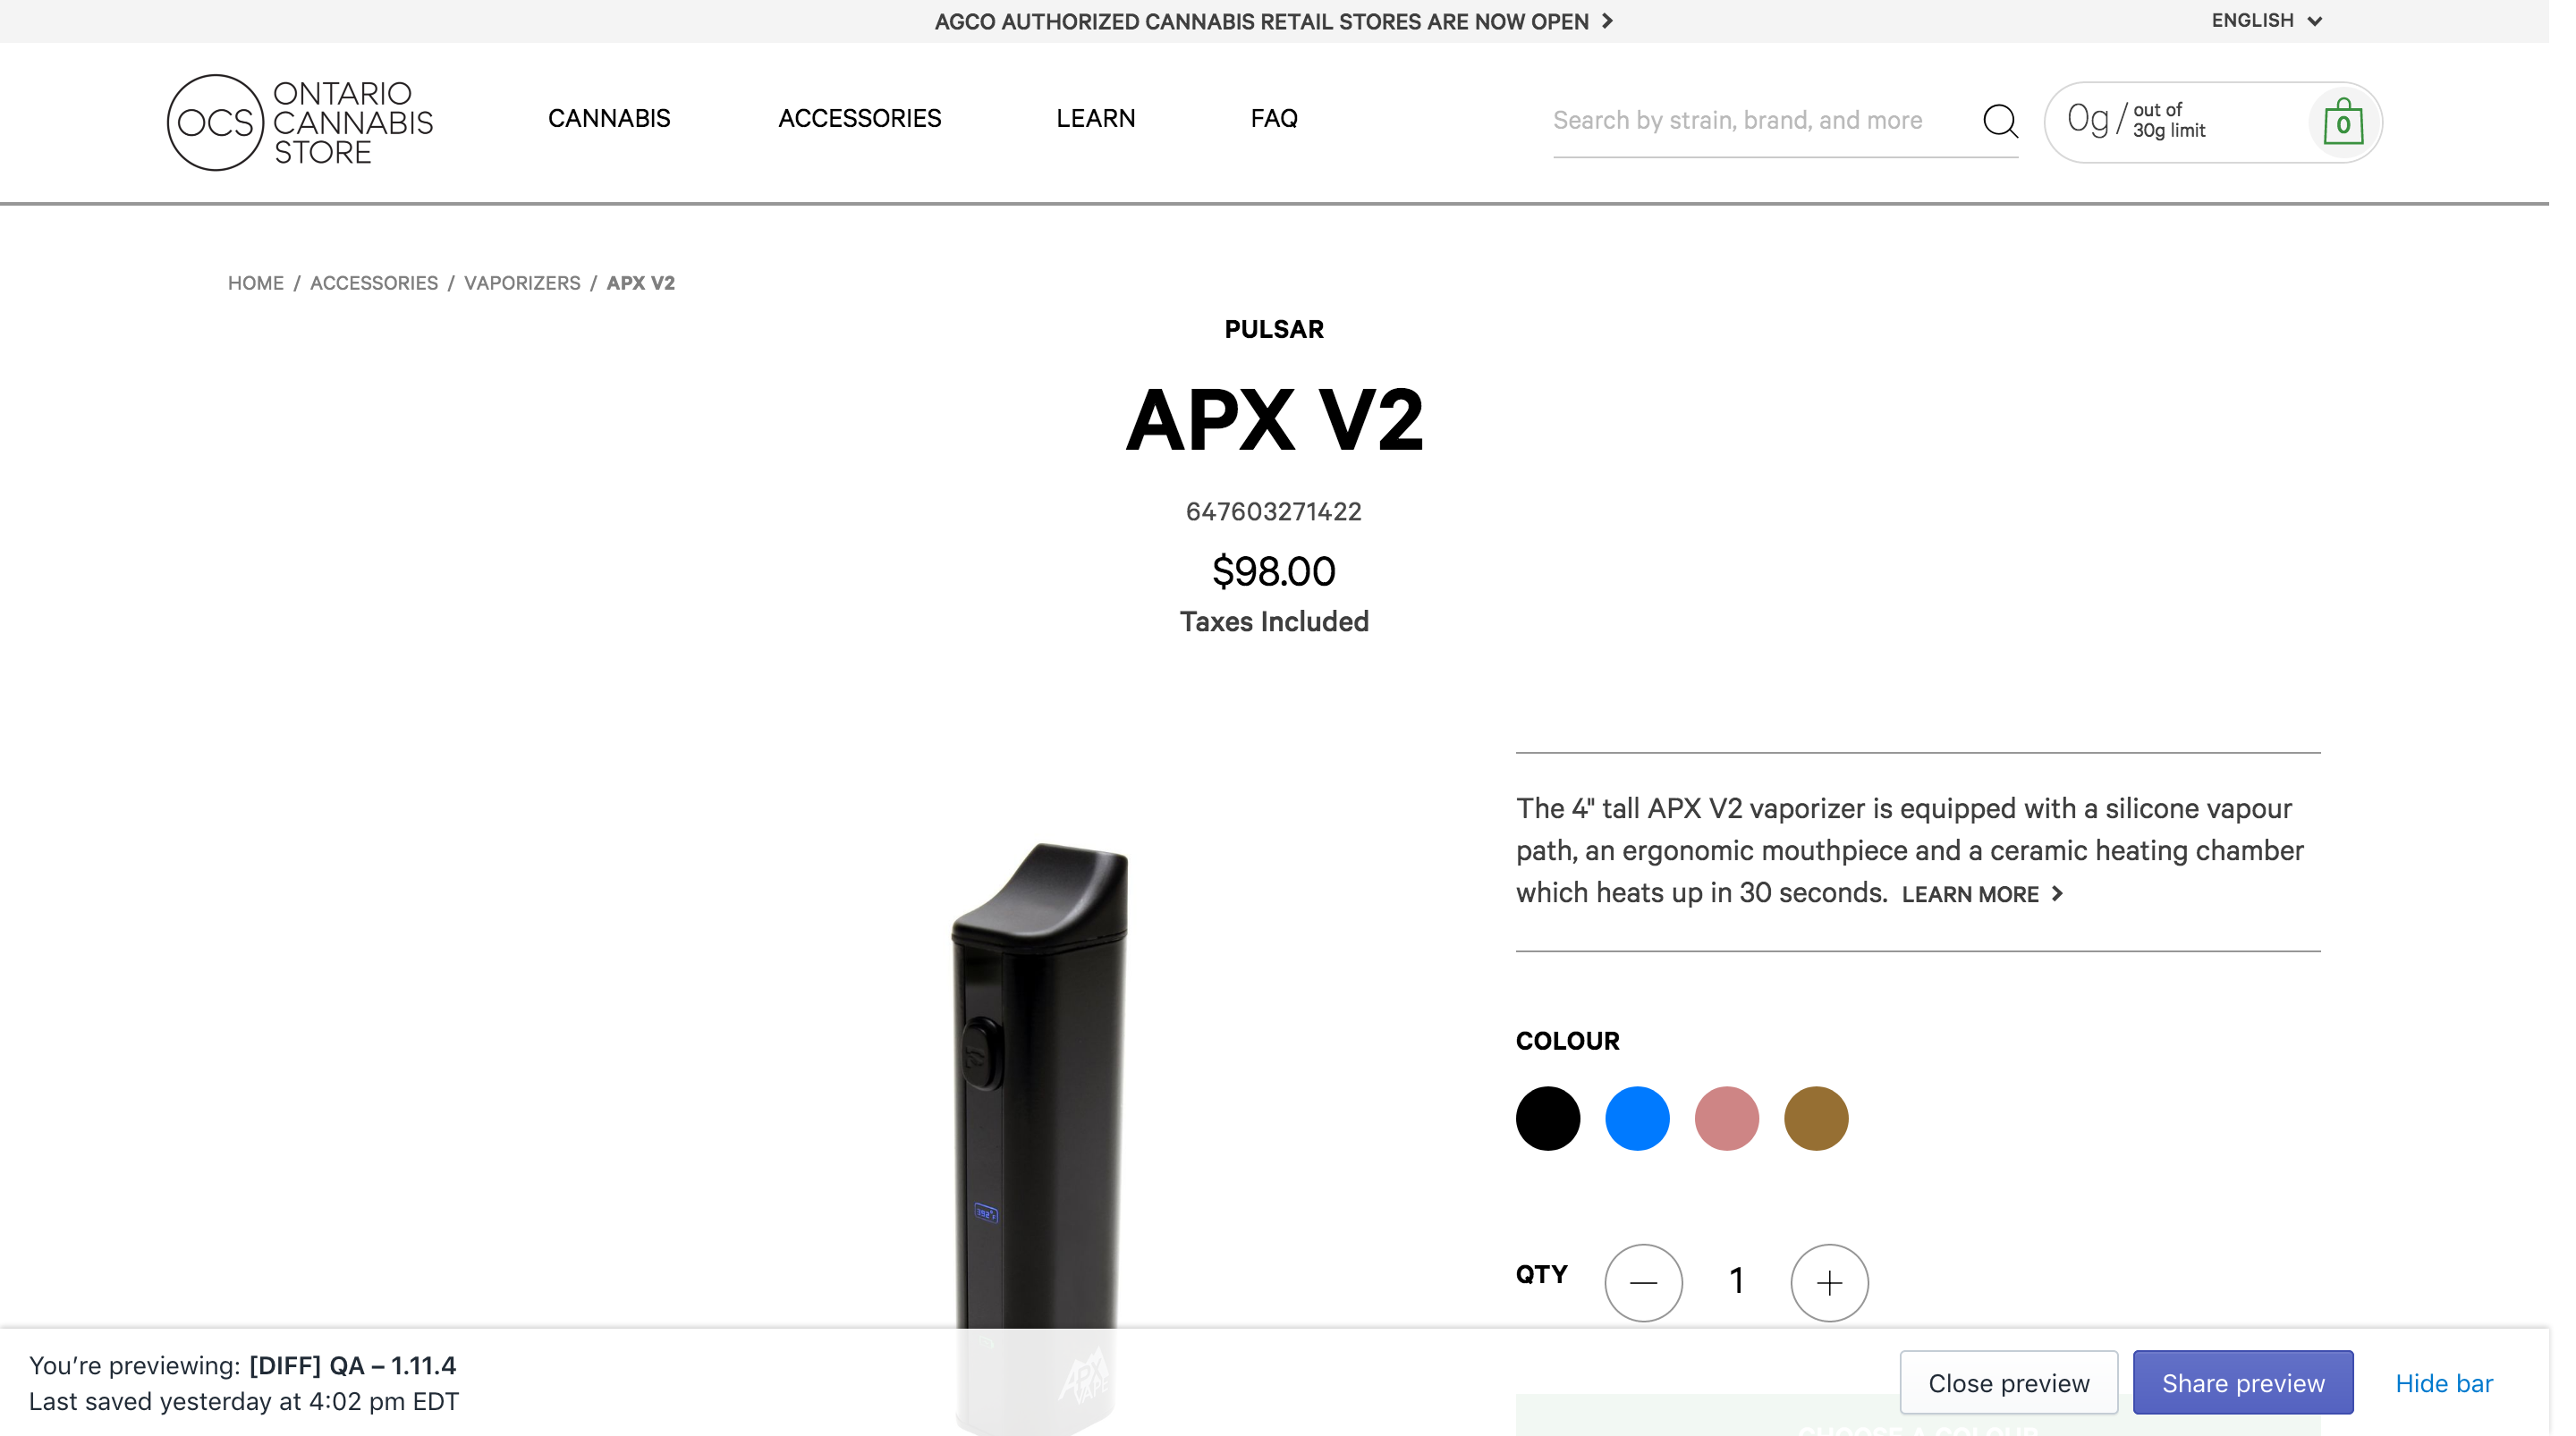 AGCO AUTHORIZED CANNABIS RETAIL STORES ARE NOW OPEN
ENGLISH
OCS ONTARIO
CANNABIS
STORE
CANNABIS
ACCESSORIES
LEARN
FAQ
Search by strain, brand, and more
0g / out of
30g limit
0
HOME / ACCESSORIES / VAPORIZERS / APX V2
PULSAR
APX V2
647603271422
$98.00
Taxes Included
The 4" tall APX V2 vaporizer is equipped with a silicone vapour
path, an ergonomic mouthpiece and a ceramic heating chamber
which heats up in 30 seconds. LEARN MORE
COLOUR
QTY
1
APX
VAPE
CHOOSE A COLOUR
You're previewing: [DIFF] QA – 1.11.4
Last saved yesterday at 4:02 pm EDT
Close preview
Share preview
Hide bar